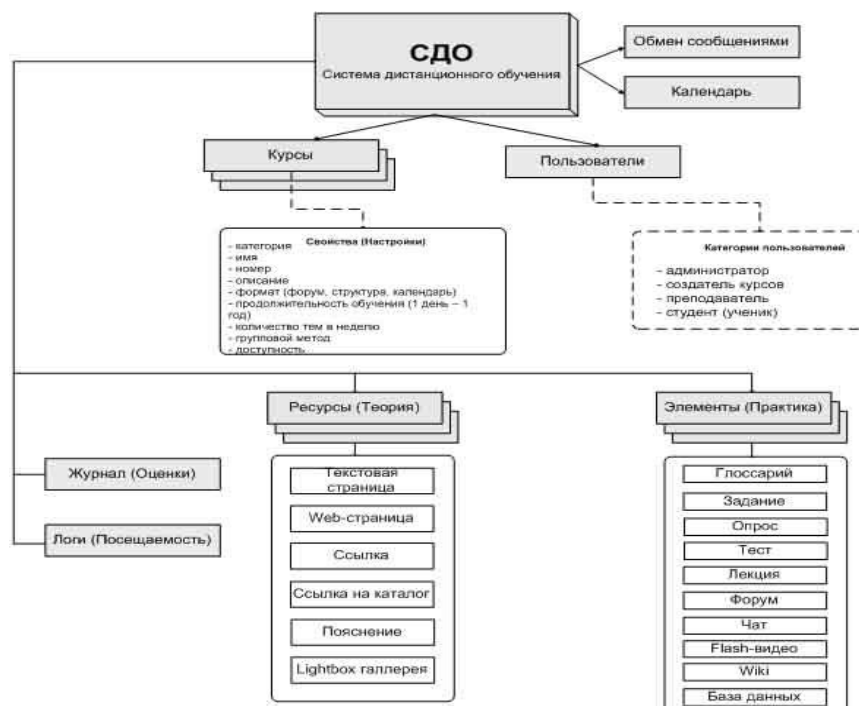 СДО
Система дистанционного обучения
Обмен сообщениями
Календарь
Курсы
Пользователи
Свойства (Настройки)
- категория
- имя
- номер
- описание
- формат (форум, структура, календарь)
- продолжительность обучения (1 день – 1
год)
- количество тем в неделю
- групповой метод
- доступность
Категории пользователей
- администратор
- создатель курсов
- преподаватель
- студент (ученик)
Ресурсы (Теория)
Элементы (Практика)
Журнал (Оценки)
Логи (Посещаемость)
Текстовая
страница
Web-страница
Ссылка
Ссылка на каталог
Пояснение
Lightbox галлерея
Глоссарий
Задание
Опрос
Тест
Лекция
Форум
Чат
Flash-видео
Wiki
База данных